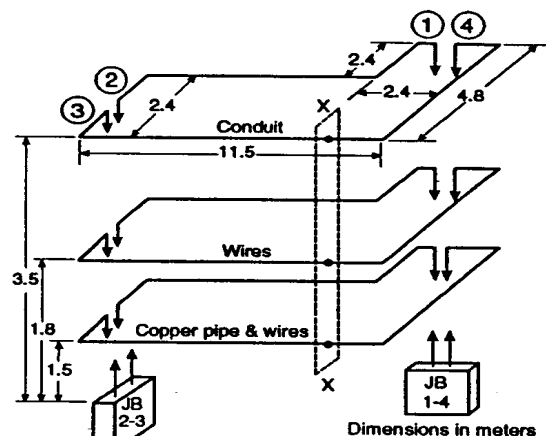 1 4
2.4
2
3
2.4
2.4
4.8
X
Conduit
11.5
Wires
3.5
1.8
Copper pipe & wires
1.5
X
JB
2-3
JB
1-4
Dimensions in meters